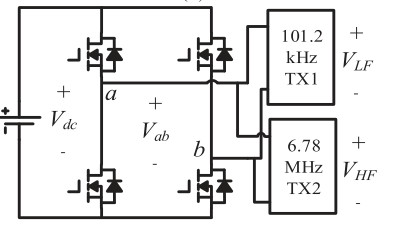 101.2
kHz
TX1
+
V_LF
-
+
V_dc
-
a
+
V_ab
-
b
6.78
MHz
TX2
+
V_HF
-